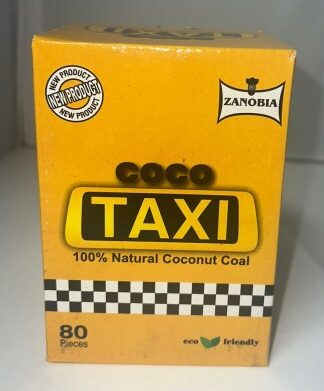 NEW PRODUCT
NEW PRODUCT
NEW PRODUCT
ZANOBIA
COCO
TAXI
100% Natural Coconut Coal
80
Pieces
eco friendly